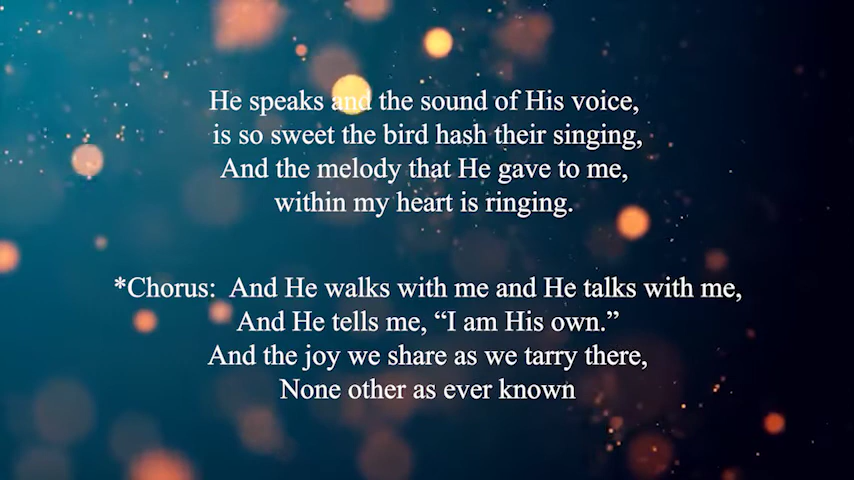 He speaks and the sound of His voice,
is so sweet the bird hash their singing,
And the melody that He gave to me,
within my heart is ringing.
*Chorus:  And He walks with me and He talks with me,
And He tells me, “I am His own.”
And the joy we share as we tarry there,
None other as ever known